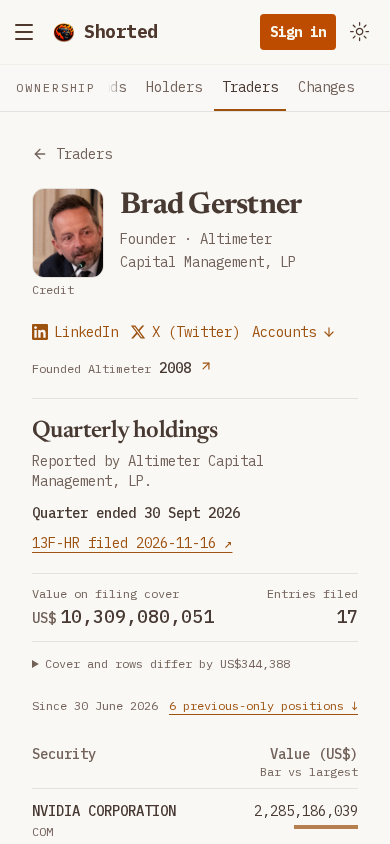 Shorted
Sign in
OWNERSHIP
Holders
Traders
Changes
← Traders
Brad Gerstner
Founder · Altimeter
Capital Management, LP
Credit
LinkedIn
X (Twitter)
Accounts ↓
Founded Altimeter 2008 ↗
Quarterly holdings
Reported by Altimeter Capital
Management, LP.
Quarter ended 30 Sept 2026
13F-HR filed 2026-11-16 ↗
Value on filing cover
Entries filed
US$ 10,309,080,051
17
▶ Cover and rows differ by US$344,388
Since 30 June 2026
6 previous-only positions ↓
Security
Value (US$)
Bar vs largest
NVIDIA CORPORATION
2,285,186,039
COM